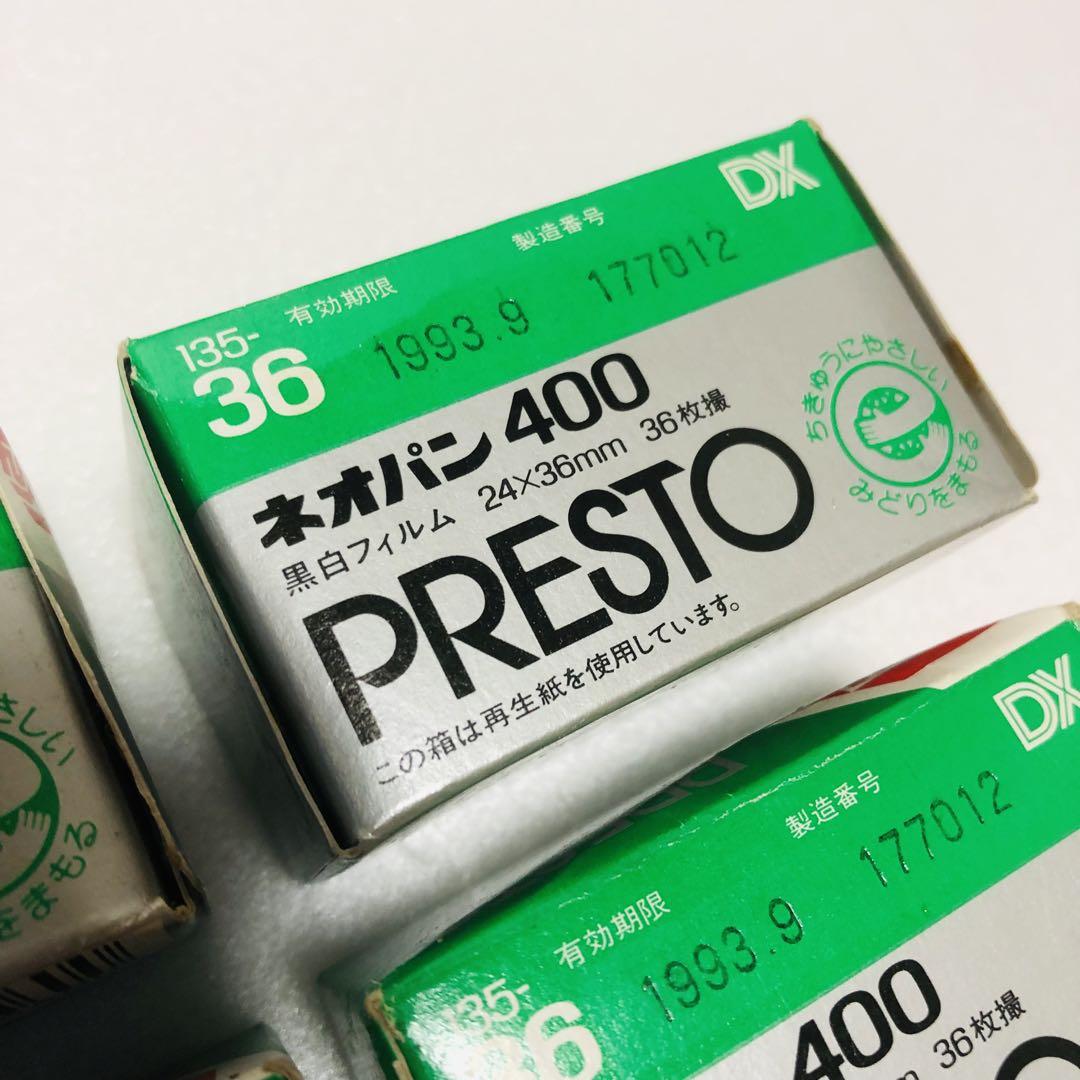 DX
製造番号
177012
有効期限
1993.9
135-
36
ネオパン 400
黒白フィルム 24×36mm 36枚撮
PRESTO
この箱は再生紙を使用しています。
ちきゅうにやさしい
みどりをまもる
DX
製造番号
177012
有効期限
1993.9
135-
36
400
36枚撮
さしい
をまもる